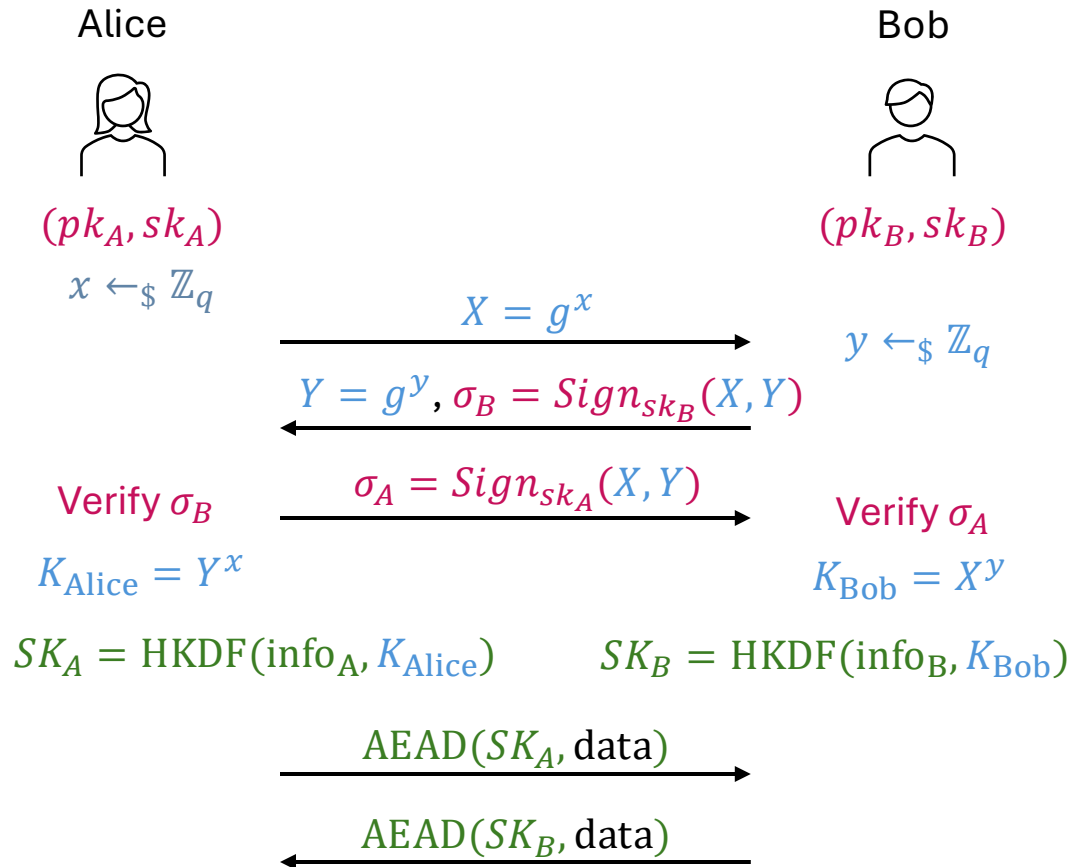 Alice Bob
(pk_A, sk_A) (pk_B, sk_B)
x ←_$ ℤ_q
X = g^x
y ←_$ ℤ_q
Y = g^y, σ_B = Sign_{sk_B}(X, Y)
σ_A = Sign_{sk_A}(X, Y)
Verify σ_B Verify σ_A
K_Alice = Y^x K_Bob = X^y
SK_A = HKDF(info_A, K_Alice) SK_B = HKDF(info_B, K_Bob)
AEAD(SK_A, data)
AEAD(SK_B, data)